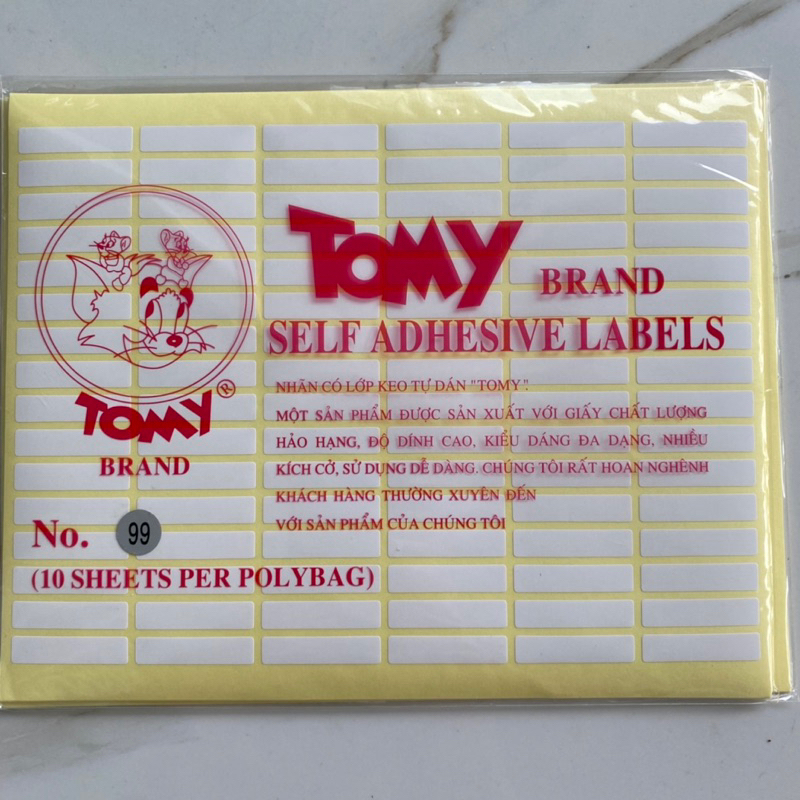 TOMY BRAND
SELF ADHESIVE LABELS
NHÃN CÓ LỚP KEO TỰ DÁN "TOMY".
MỘT SẢN PHẨM ĐƯỢC SẢN XUẤT VỚI GIẤY CHẤT LƯỢNG
HẢO HẠNG, ĐỘ DÍNH CAO, KIỂU DÁNG ĐA DẠNG, NHIỀU
KÍCH CỞ, SỬ DỤNG DỄ DÀNG. CHÚNG TÔI RẤT HOAN NGHÊNH
KHÁCH HÀNG THƯỜNG XUYÊN ĐẾN
VỚI SẢN PHẨM CỦA CHÚNG TÔI
TOMY®
BRAND
No. 99
(10 SHEETS PER POLYBAG)